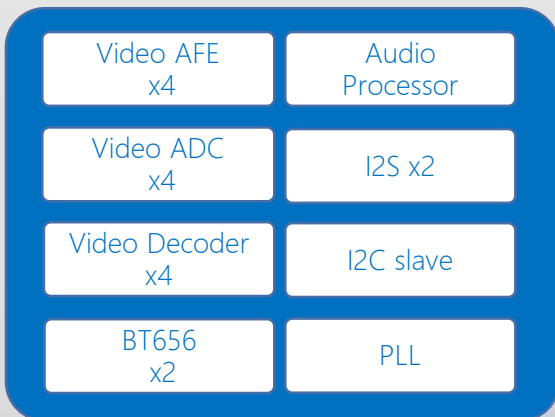 Video AFE
x4
Audio
Processor
Video ADC
x4
I2S x2
Video Decoder
x4
I2C slave
BT656
x2
PLL